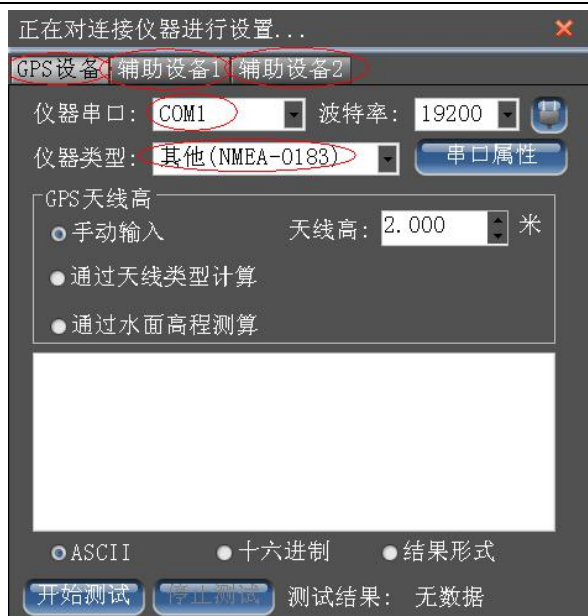 正在对连接仪器进行设置...
GPS设备 辅助设备1 辅助设备2
仪器串口: COM1 波特率: 19200
仪器类型: 其他(NMEA-0183) 串口属性
GPS天线高
手动输入 天线高: 2.000 米
通过天线类型计算
通过水面高程测算
ASCII 十六进制 结果形式
开始测试 停止测试 测试结果: 无数据